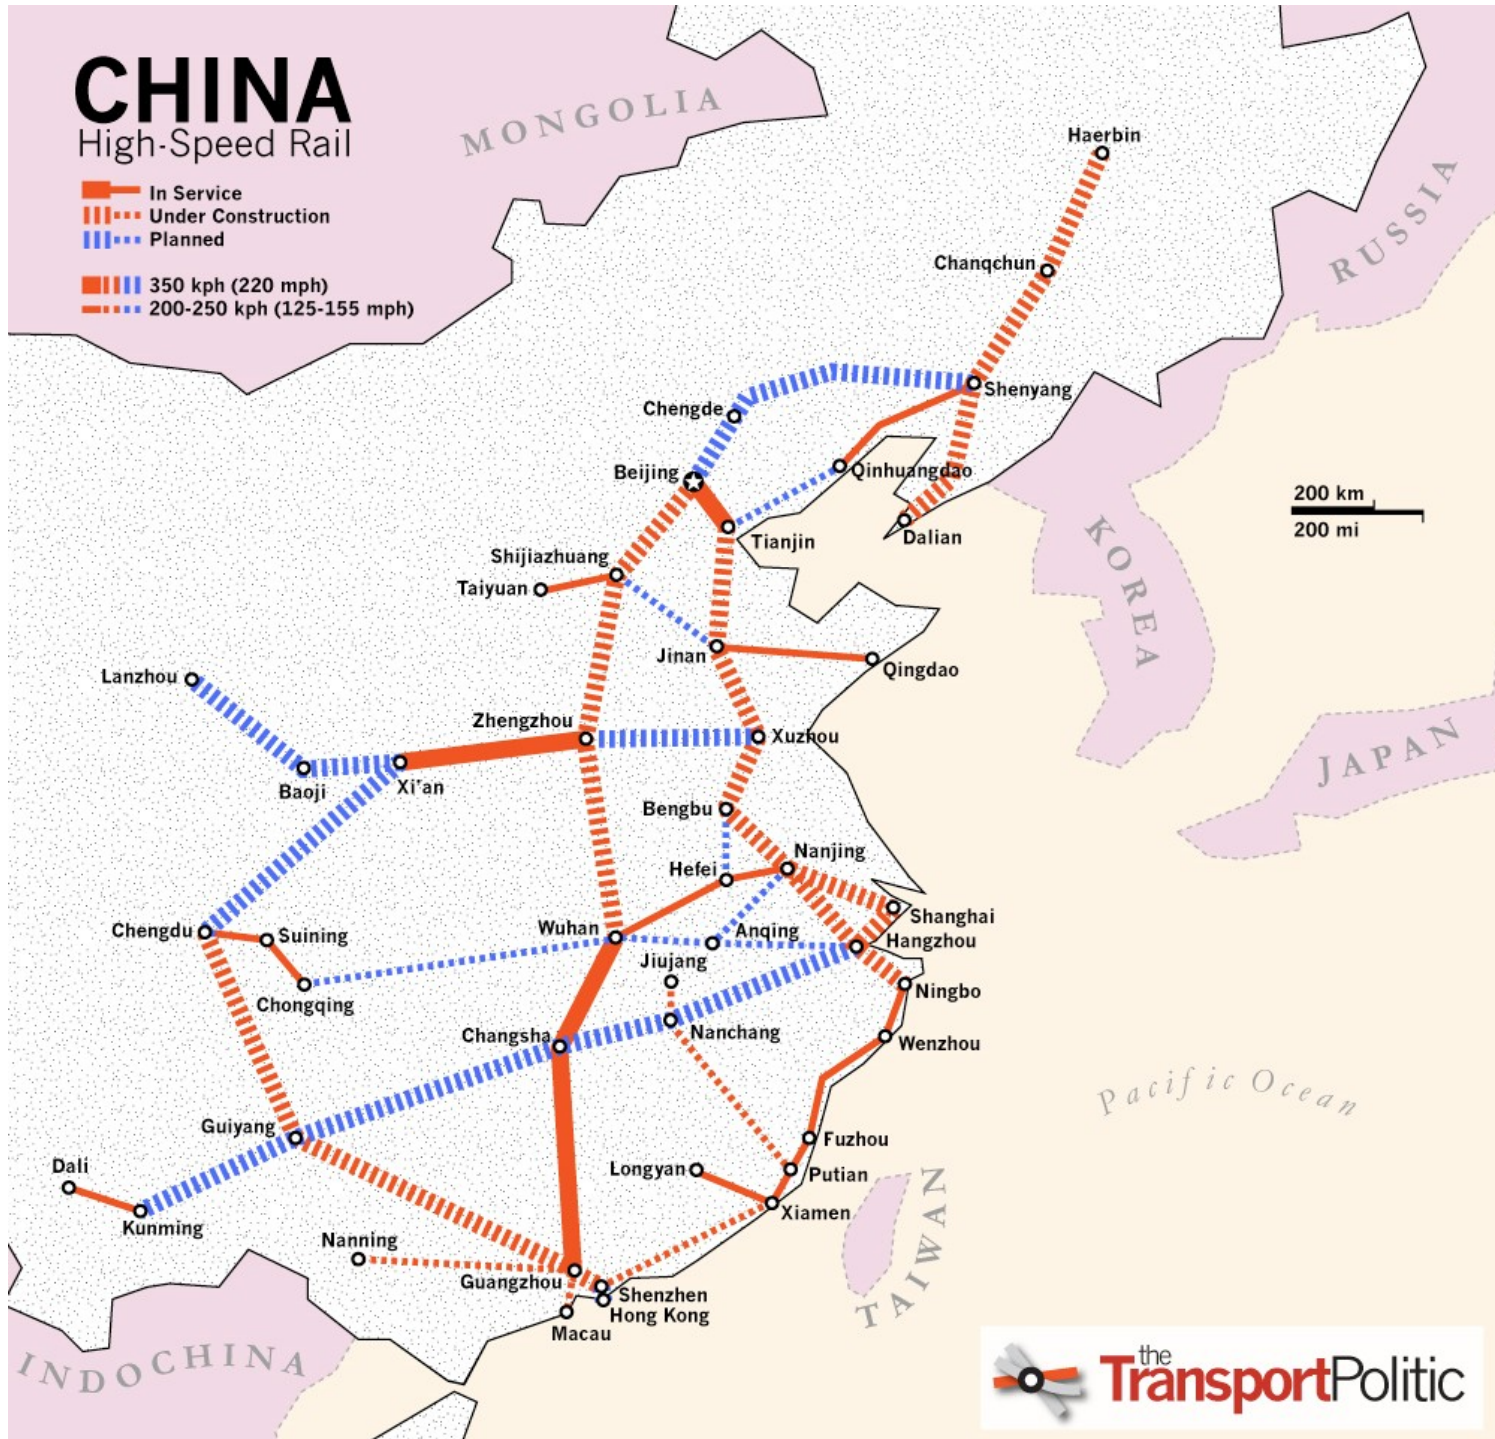 CHINA
High-Speed Rail
In Service
Under Construction
Planned
350 kph (220 mph)
200-250 kph (125-155 mph)
MONGOLIA
RUSSIA
Haerbin
Chanqchun
Shenyang
Chengde
Beijing
Qinhuangdao
200 km
200 mi
Tianjin
Dalian
KOREA
Shijiazhuang
Taiyuan
Jinan
Qingdao
Lanzhou
Zhengzhou
Xuzhou
JAPAN
Baoji
Xi'an
Bengbu
Nanjing
Hefei
Shanghai
Chengdu
Suining
Wuhan
Anqing
Hangzhou
Jiujang
Chongqing
Ningbo
Changsha
Nanchang
Wenzhou
Pacific Ocean
Guiyang
Fuzhou
Dali
Longyan
Putian
Kunming
Xiamen
TAIWAN
Nanning
Guangzhou
Shenzhen
Hong Kong
Macau
INDOCHINA
the
TransportPolitic